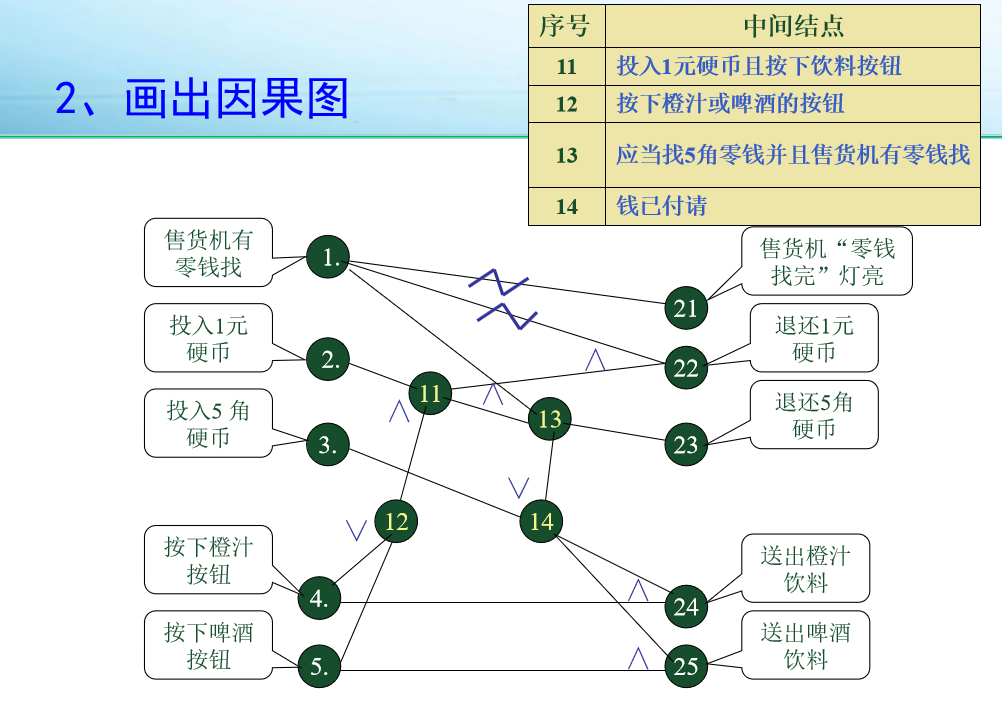 2、画出因果图
序号 中间结点
11 投入1元硬币且按下饮料按钮
12 按下橙汁或啤酒的按钮
13 应当找5角零钱并且售货机有零钱找
14 钱已付请
售货机有
零钱找
1.
售货机“零钱
找完”灯亮
21
投入1元
硬币
2.
退还1元
硬币
22
∧
11
∧
∧
投入5 角
硬币
3.
13
退还5角
硬币
23
∨
12
∨
14
按下橙汁
按钮
4.
∧
送出橙汁
饮料
24
按下啤酒
按钮
5.
∧
送出啤酒
饮料
25